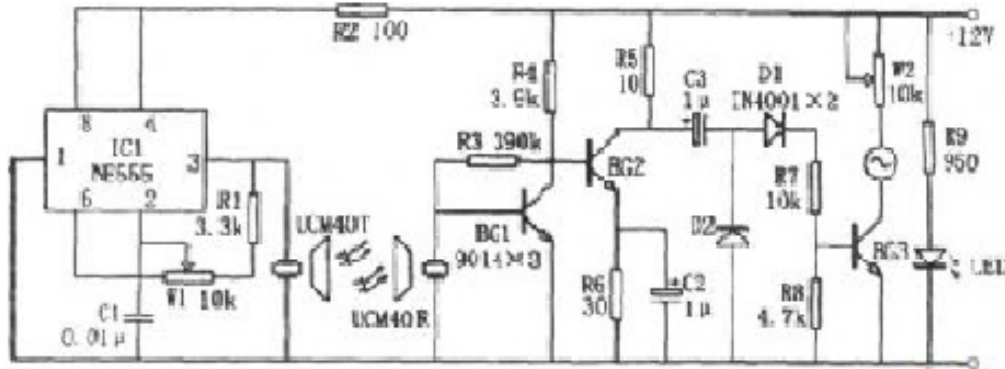 R2 100
+12V
8
4
IC1
NE555
1
3
6
2
R1
3.3k
W1
10k
C1
0.01μ
UCM40T
UCM40R
R3 390k
R4
3.9k
BG1
9014×3
BG2
R5
10
R6
30
C2
1μ
C3
1μ
D1
IN4001×2
D2
R7
10k
R8
4.7k
W2
10k
BG3
R9
950
LED